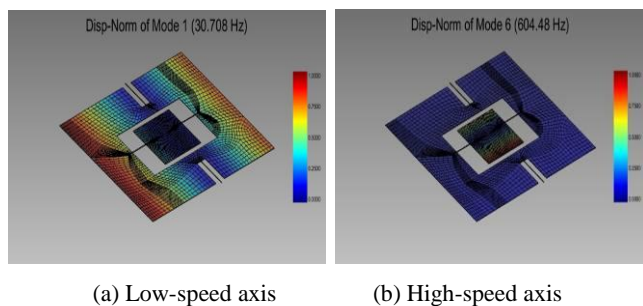 Disp-Norm of Mode 1 (30.708 Hz)
Disp-Norm of Mode 6 (604.48 Hz)
(a) Low-speed axis
(b) High-speed axis